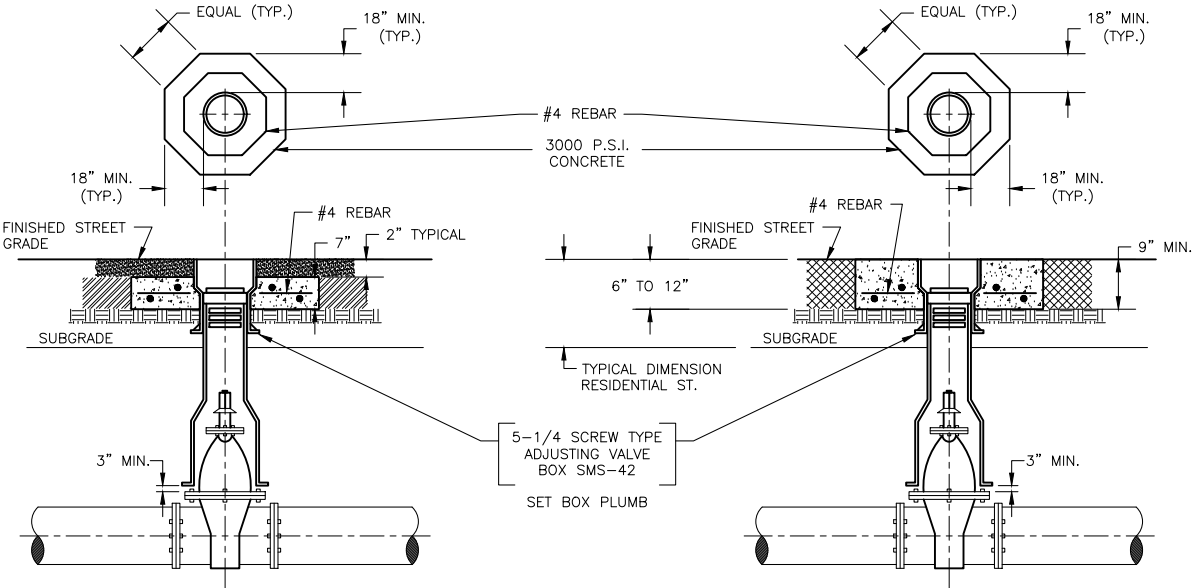 EQUAL (TYP.)
18" MIN.
(TYP.)
EQUAL (TYP.)
18" MIN.
(TYP.)
#4 REBAR
3000 P.S.I.
CONCRETE
18" MIN.
(TYP.)
18" MIN.
(TYP.)
#4 REBAR
FINISHED STREET
GRADE
7"
2" TYPICAL
#4 REBAR
FINISHED STREET
GRADE
9" MIN.
6" TO 12"
SUBGRADE
SUBGRADE
TYPICAL DIMENSION
RESIDENTIAL ST.
5-1/4 SCREW TYPE
ADJUSTING VALVE
BOX SMS-42
SET BOX PLUMB
3" MIN.
3" MIN.